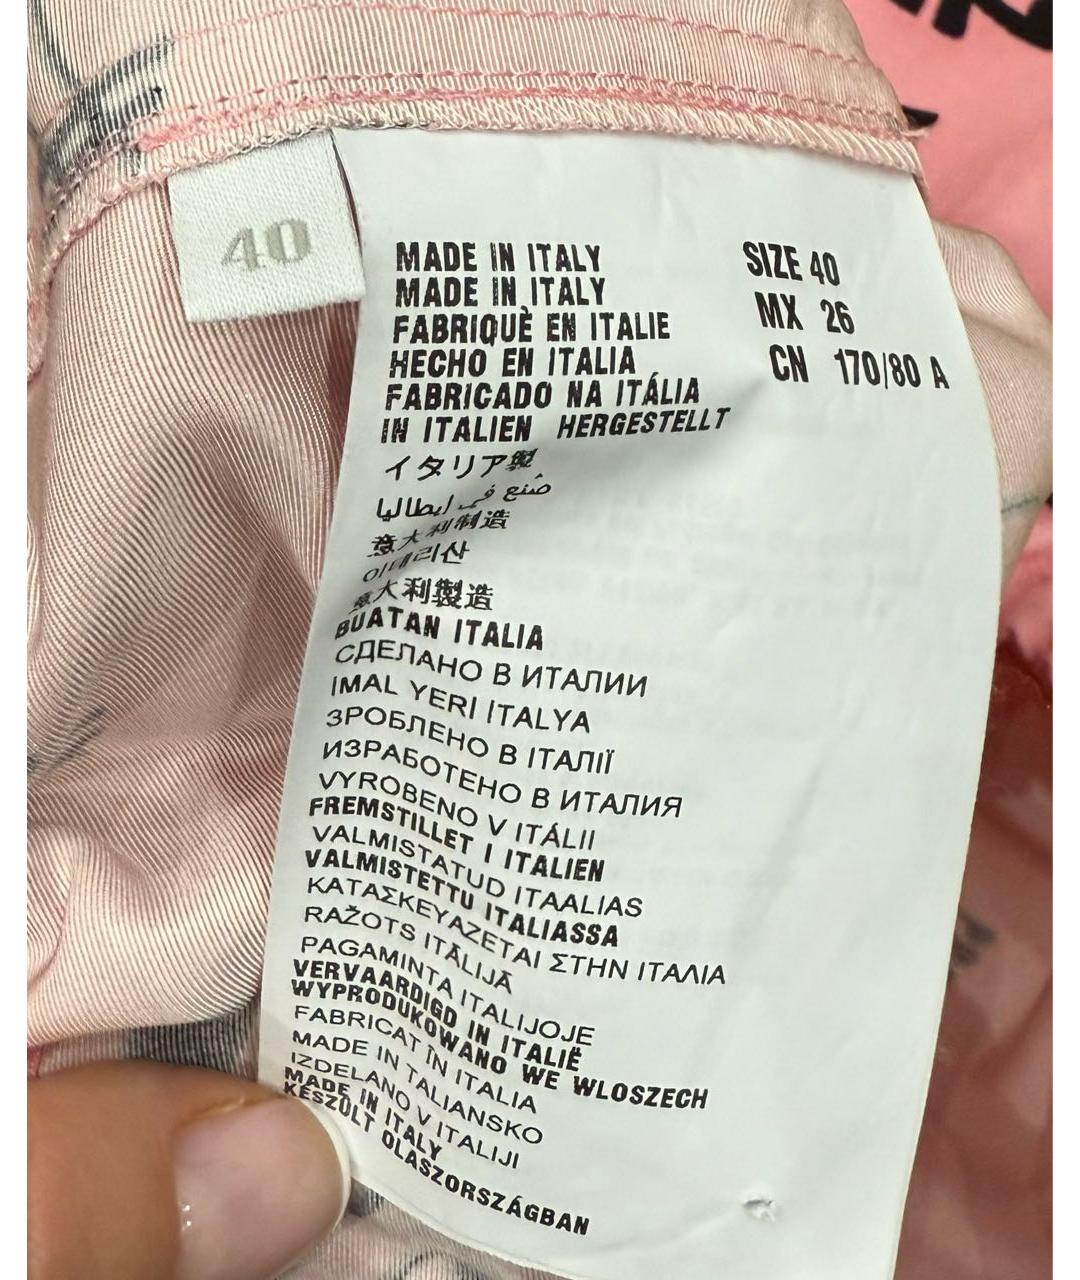 40
MADE IN ITALY
MADE IN ITALY
FABRIQUÈ EN ITALIE
HECHO EN ITALIA
FABRICADO NA ITÁLIA
IN ITALIEN HERGESTELLT
イタリア製
صُنع في ايطاليا
意大利制造
이태리산
意大利製造
BUATAN ITALIA
СДЕЛАНО В ИТАЛИИ
IMAL YERI ITALYA
ЗРОБЛЕНО В ІТАЛІЇ
ИЗРАБОТЕНО В ИТАЛИЯ
VYROBENO V ITÁLII
FREMSTILLET I ITALIEN
VALMISTATUD ITAALIAS
VALMISTETTU ITALIASSA
ΚΑΤΑΣΚΕΥΑΖΕΤΑΙ ΣΤΗΝ ΙΤΑΛΙΑ
RAŽOTS ITĀLIJĀ
PAGAMINTA ITALIJOJE
VERVAARDIGD IN ITALIË
WYPRODUKOWANO WE WLOSZECH
FABRICAT ÎN ITALIA
MADE IN TALIANSKO
IZDELANO V ITALIJI
MADE IN ITALY
KÉSZÜLT OLASZORSZÁGBAN
SIZE 40
MX 26
CN 170/80 A